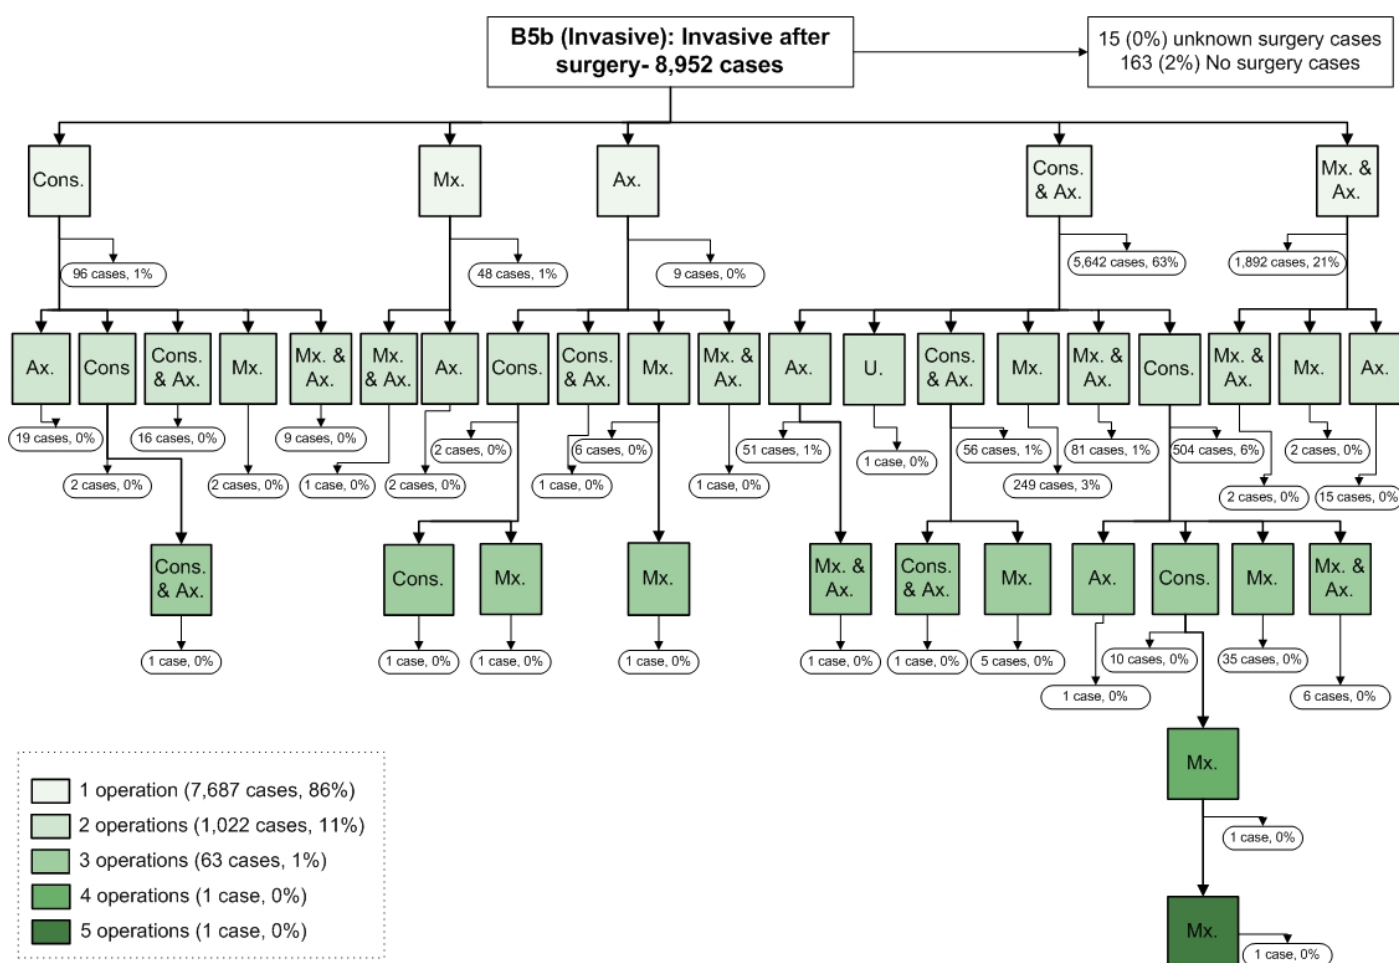 B5b (Invasive): Invasive after
surgery- 8,952 cases
15 (0%) unknown surgery cases
163 (2%) No surgery cases
Cons.
Mx.
Ax.
Cons.
& Ax.
Mx. &
Ax.
96 cases, 1%
48 cases, 1%
9 cases, 0%
5,642 cases, 63%
1,892 cases, 21%
Ax.
Cons
Cons.
& Ax.
Mx.
Mx. &
Ax.
Mx.
& Ax.
Ax.
Cons.
Cons.
& Ax.
Mx.
Mx. &
Ax.
Ax.
U.
Cons.
& Ax.
Mx.
Mx. &
Ax.
Cons.
Mx. &
Ax.
Mx.
Ax.
19 cases, 0%
16 cases, 0%
9 cases, 0%
2 cases, 0%
6 cases, 0%
51 cases, 1%
1 case, 0%
56 cases, 1%
81 cases, 1%
504 cases, 6%
2 cases, 0%
2 cases, 0%
2 cases, 0%
1 case, 0%
2 cases, 0%
1 case, 0%
1 case, 0%
249 cases, 3%
2 cases, 0%
15 cases, 0%
Cons.
& Ax.
Cons.
Mx.
Mx.
Mx. &
Ax.
Cons.
& Ax.
Mx.
Ax.
Cons.
Mx.
Mx. &
Ax.
1 case, 0%
1 case, 0%
1 case, 0%
1 case, 0%
1 case, 0%
1 case, 0%
5 cases, 0%
10 cases, 0%
35 cases, 0%
1 case, 0%
6 cases, 0%
Mx.
1 case, 0%
Mx.
1 case, 0%
1 operation (7,687 cases, 86%)
2 operations (1,022 cases, 11%)
3 operations (63 cases, 1%)
4 operations (1 case, 0%)
5 operations (1 case, 0%)